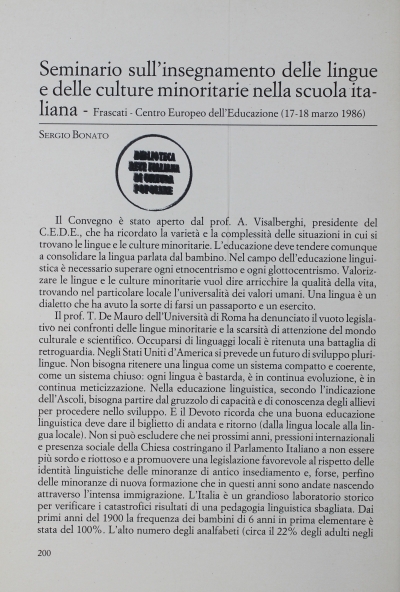 Seminario sull'insegnamento delle lingue
e delle culture minoritarie nella scuola ita-
liana - Frascati - Centro Europeo dell'Educazione (17-18 marzo 1986)
SERGIO BONATO
BIBLIOTECA
DI CULTURA
POPOLARE
Il Convegno è stato aperto dal prof. A. Visalberghi, presidente del
C.E.D.E., che ha ricordato la varietà e la complessità delle situazioni in cui si
trovano le lingue e le culture minoritarie. L'educazione deve tendere comunque
a consolidare la lingua parlata dal bambino. Nel campo dell'educazione lingui-
stica è necessario superare ogni etnocentrismo e ogni glottocentrismo. Valoriz-
zare le lingue e le culture minoritarie vuol dire arricchire la qualità della vita,
trovando nel particolare locale l'universalità dei valori umani. Una lingua è un
dialetto che ha avuto la sorte di farsi un passaporto e un esercito.
Il prof. T. De Mauro dell'Università di Roma ha denunciato il vuoto legisla-
tivo nei confronti delle lingue minoritarie e la scarsità di attenzione del mondo
culturale e scientifico. Occuparsi di linguaggi locali è ritenuta una battaglia di
retroguardia. Negli Stati Uniti d'America si prevede un futuro di sviluppo pluri-
lingue. Non bisogna ritenere una lingua come un sistema compatto e coerente,
come un sistema chiuso: ogni lingua è bastarda, è in continua evoluzione, è in
continua meticizzazione. Nella educazione linguistica, secondo l'indicazione
dell'Ascoli, bisogna partire dal gruzzolo di capacità e di conoscenza degli allievi
per procedere nello sviluppo. E il Devoto ricorda che una buona educazione
linguistica deve dare il biglietto di andata e ritorno (dalla lingua locale alla lin-
gua locale). Non si può escludere che nei prossimi anni, pressioni internazionali
e presenza sociale della Chiesa costringano il Parlamento Italiano a non essere
più sordo e riottoso e a promuovere una legislazione favorevole al rispetto delle
identità linguistiche delle minoranze di antico insediamento e, forse, perfino
delle minoranze di nuova formazione che in questi anni sono andate nascendo
attraverso l'intensa immigrazione. L'Italia è un grandioso laboratorio storico
per verificare i catastrofici risultati di una pedagogia linguistica sbagliata. Dai
primi anni del 1900 la frequenza dei bambini di 6 anni in prima elementare è
stata del 100%. L'alto numero degli analfabeti (circa il 22% degli adulti negli
200